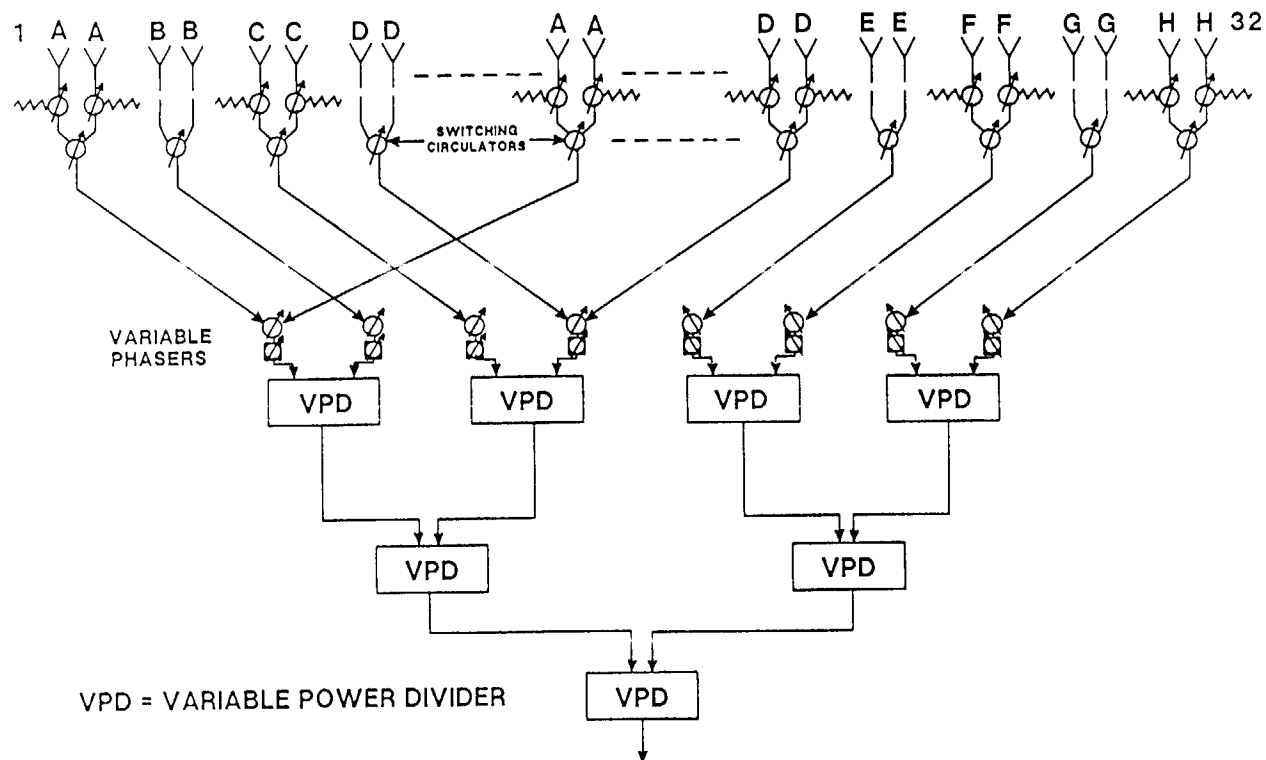 1 A A B B C C D D A A D D E E F F G G H H 32
SWITCHING
CIRCULATORS
VARIABLE
PHASERS
VPD VPD VPD VPD
VPD VPD
VPD
VPD = VARIABLE POWER DIVIDER